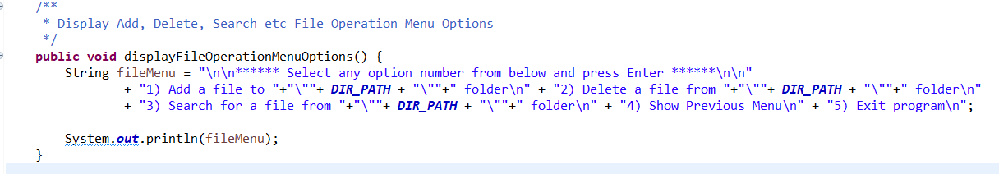 /**
 * Display Add, Delete, Search etc File Operation Menu Options
 */
public void displayFileOperationMenuOptions() {
    String fileMenu = "\n\n****** Select any option number from below and press Enter ******\n\n"
            + "1) Add a file to "+"\""+ DIR_PATH + "\""+" folder\n" + "2) Delete a file from "+"\""+ DIR_PATH + "\""+" folder\n"
            + "3) Search for a file from "+"\""+ DIR_PATH + "\""+" folder\n" + "4) Show Previous Menu\n" + "5) Exit program\n";
    System.out.println(fileMenu);
}